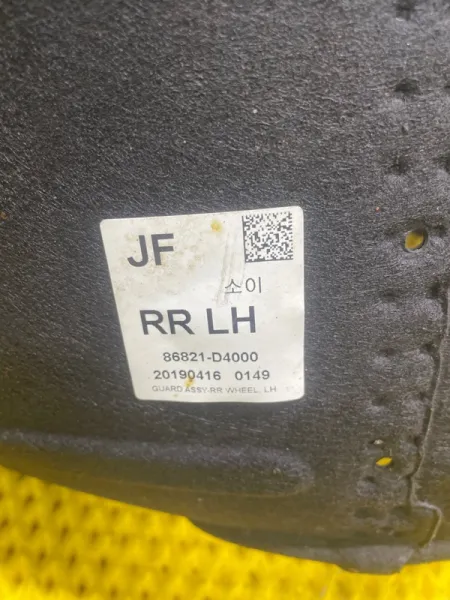 JF
소이
RR LH
86821-D4000
20190416 0149
GUARD ASSY-RR WHEEL, LH